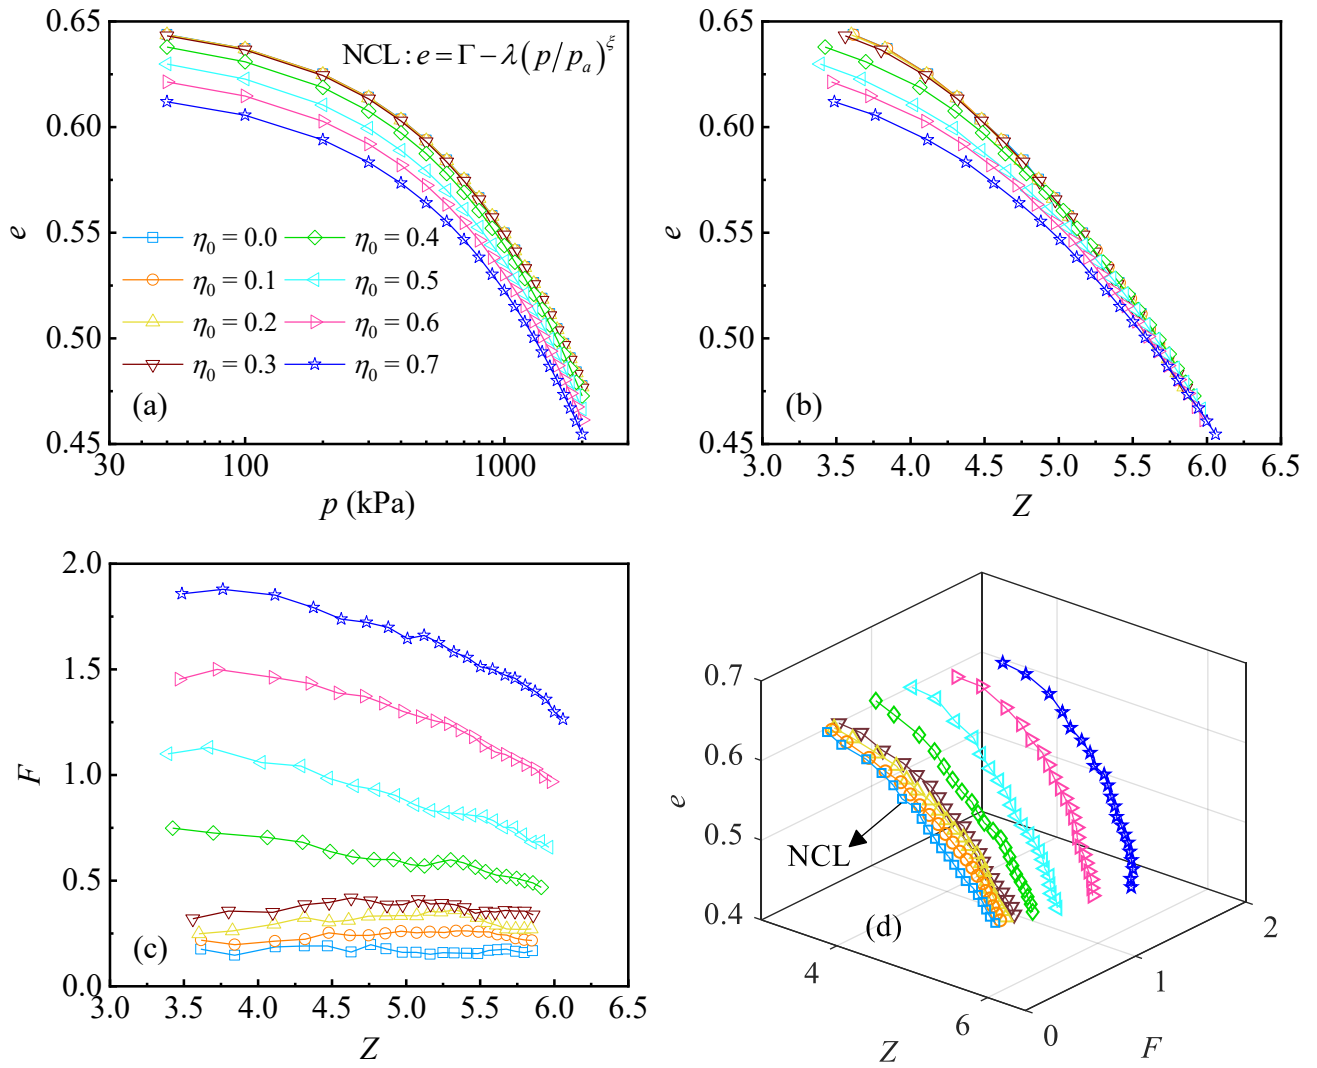 0.65
0.60
0.55
0.50
0.45
e
NCL : e = Γ − λ(p/pₐ)^ξ
η₀ = 0.0
η₀ = 0.4
η₀ = 0.1
η₀ = 0.5
η₀ = 0.2
η₀ = 0.6
η₀ = 0.3
η₀ = 0.7
(a)
30 100 1000
p (kPa)
0.65
0.60
0.55
0.50
0.45
e
(b)
3.0 3.5 4.0 4.5 5.0 5.5 6.0 6.5
Z
2.0
1.5
1.0
0.5
0.0
F
(c)
3.0 3.5 4.0 4.5 5.0 5.5 6.0 6.5
Z
0.7
0.6
0.5
0.4
e
NCL
(d)
4
6
Z
0
1
2
F